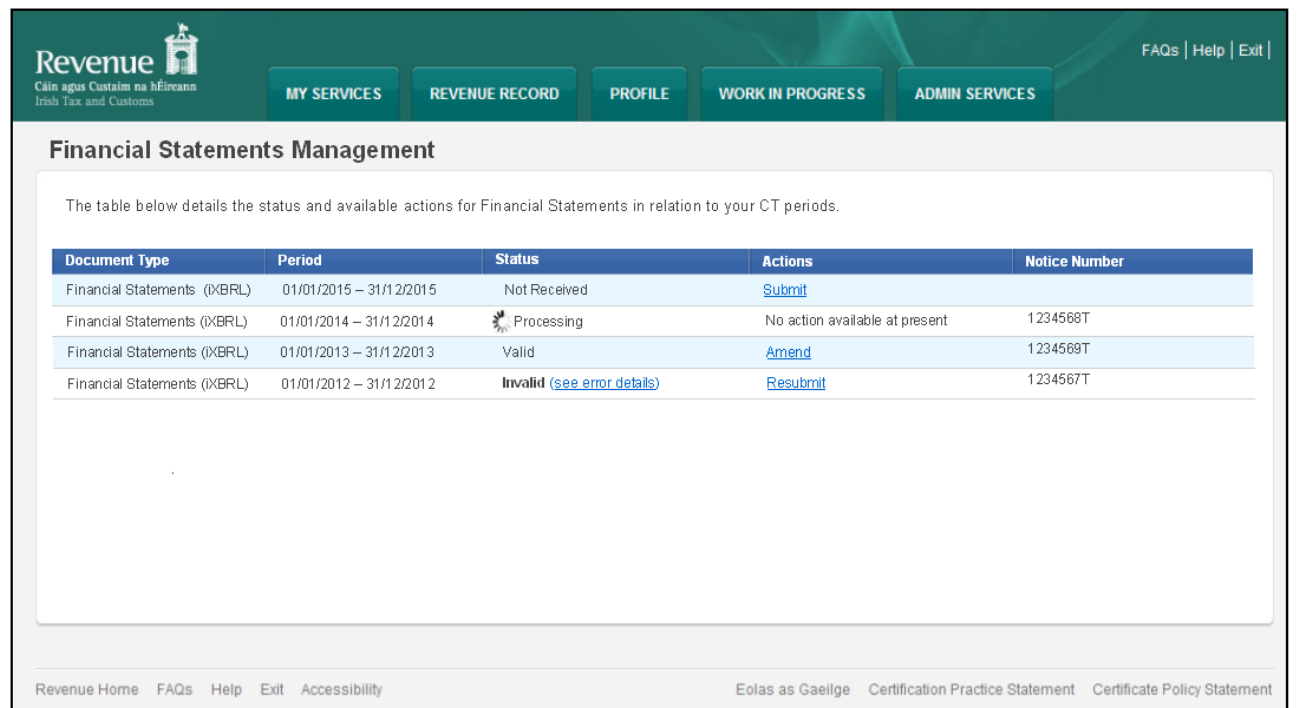 Revenue
Cáin agus Custaim na hÉireann
Irish Tax and Customs
FAQs | Help | Exit |
MY SERVICES REVENUE RECORD PROFILE WORK IN PROGRESS ADMIN SERVICES
Financial Statements Management
The table below details the status and available actions for Financial Statements in relation to your CT periods.
Document Type Period Status Actions Notice Number
Financial Statements (iXBRL) 01/01/2015 – 31/12/2015 Not Received Submit
Financial Statements (iXBRL) 01/01/2014 – 31/12/2014 Processing No action available at present 1234568T
Financial Statements (iXBRL) 01/01/2013 – 31/12/2013 Valid Amend 1234569T
Financial Statements (iXBRL) 01/01/2012 – 31/12/2012 Invalid (see error details) Resubmit 1234567T
Revenue Home FAQs Help Exit Accessibility Eolas as Gaeilge Certification Practice Statement Certificate Policy Statement